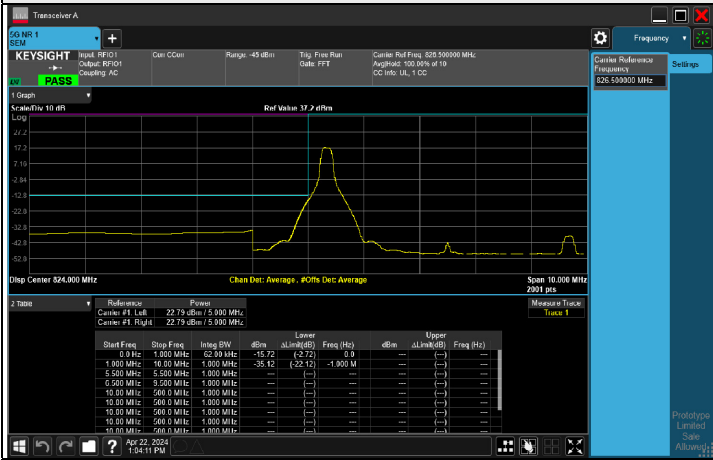 Transceiver A
5G NR 1
SEM
Frequency
KEYSIGHT
Input: RFIO1
Output: RFIO1
Coupling: AC
Corr CCorr
Range: -45 dBm
Trig: Free Run
Gate: FFT
Carrier Ref Freq: 826.500000 MHz
Avg|Hold: 100.00% of 10
CC Info: UL, 1 CC
PASS
Carrier Reference
Frequency
826.500000 MHz
Settings
1 Graph
Scale/Div 10 dB
Ref Value 37.2 dBm
Log
27.2
17.2
7.19
-2.84
-12.8
-22.8
-32.8
-42.8
-52.8
Disp Center 824.000 MHz
Chan Det: Average , #Offs Det: Average
Span 10.000 MHz
2001 pts
2 Table
Reference Power
Carrier #1. Left 22.79 dBm / 5.000 MHz
Carrier #1. Right 22.79 dBm / 5.000 MHz
Measure Trace
Trace 1
Lower Upper
Start Freq Stop Freq Integ BW dBm ΔLimit(dB) Freq (Hz) dBm ΔLimit(dB) Freq (Hz)
0.0 Hz 1.000 MHz 62.00 kHz -15.72 (-2.72) 0.0 --- (---) ---
1.000 MHz 10.00 MHz 1.000 MHz -35.12 (-22.12) -1.000 M --- (---) ---
5.500 MHz 5.500 MHz 1.000 MHz --- (---) --- --- (---) ---
6.500 MHz 9.500 MHz 1.000 MHz --- (---) --- --- (---) ---
10.00 MHz 500.0 MHz 1.000 MHz --- (---) --- --- (---) ---
10.00 MHz 500.0 MHz 1.000 MHz --- (---) --- --- (---) ---
10.00 MHz 500.0 MHz 1.000 MHz --- (---) --- --- (---) ---
10.00 MHz 500.0 MHz 1.000 MHz --- (---) --- --- (---) ---
10.00 MHz 500.0 MHz 1.000 MHz --- (---) --- --- (---) ---
Prototype
Limited
Sale
Allowed
Apr 22, 2024
1:04:11 PM